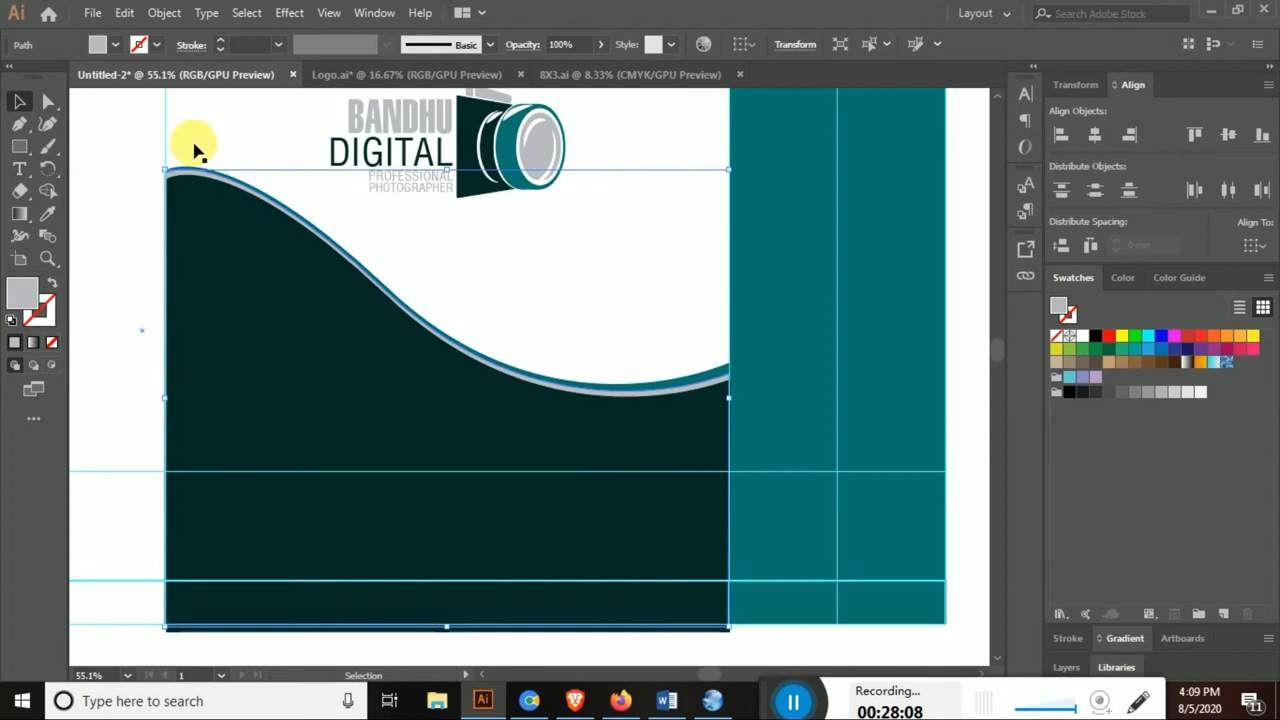 Ai File Edit Object Type Select Effect View Window Help Layout Search Adobe Stock
Path Stroke: Basic Opacity: 100% Style: Transform
Untitled-2* @ 55.1% (RGB/GPU Preview) × Logo.ai* @ 16.67% (RGB/GPU Preview) × 8X3.ai @ 8.33% (CMYK/GPU Preview) ×
Transform Align
Align Objects:
Distribute Objects:
Distribute Spacing: Align To:
0 mm
Swatches Color Color Guide
BANDHU
DIGITAL
PROFESSIONAL
PHOTOGRAPHER
Stroke Gradient Artboards
Layers Libraries
55.1% 1 Selection
Type here to search
Recording...
00:28:08
4:09 PM
8/5/2020
11